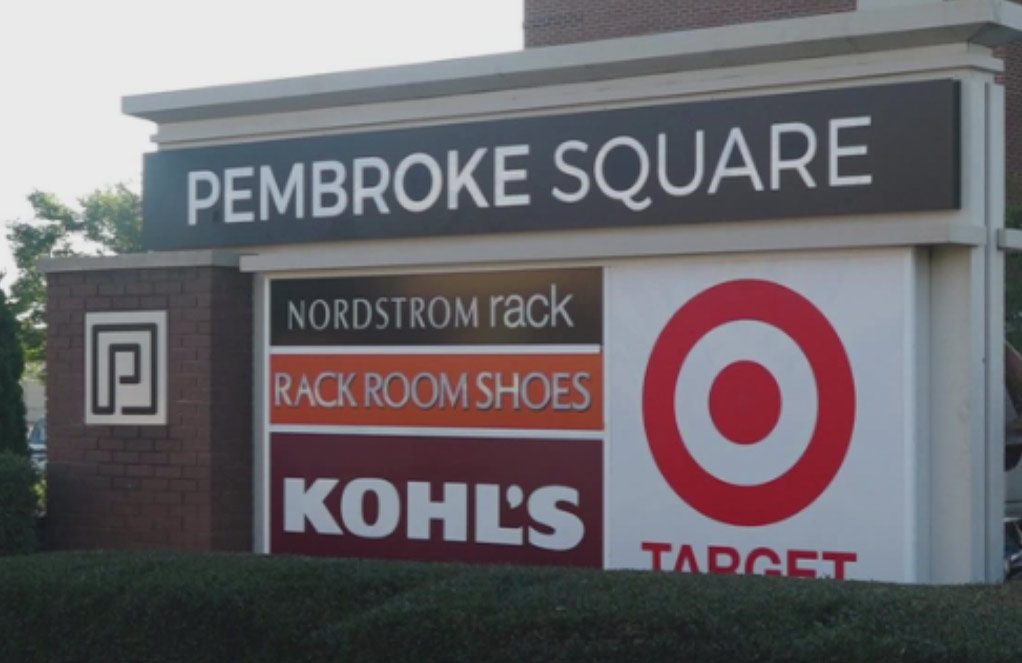 PEMBROKE SQUARE
P
NORDSTROM rack
RACK ROOM SHOES
KOHL'S
TARGET